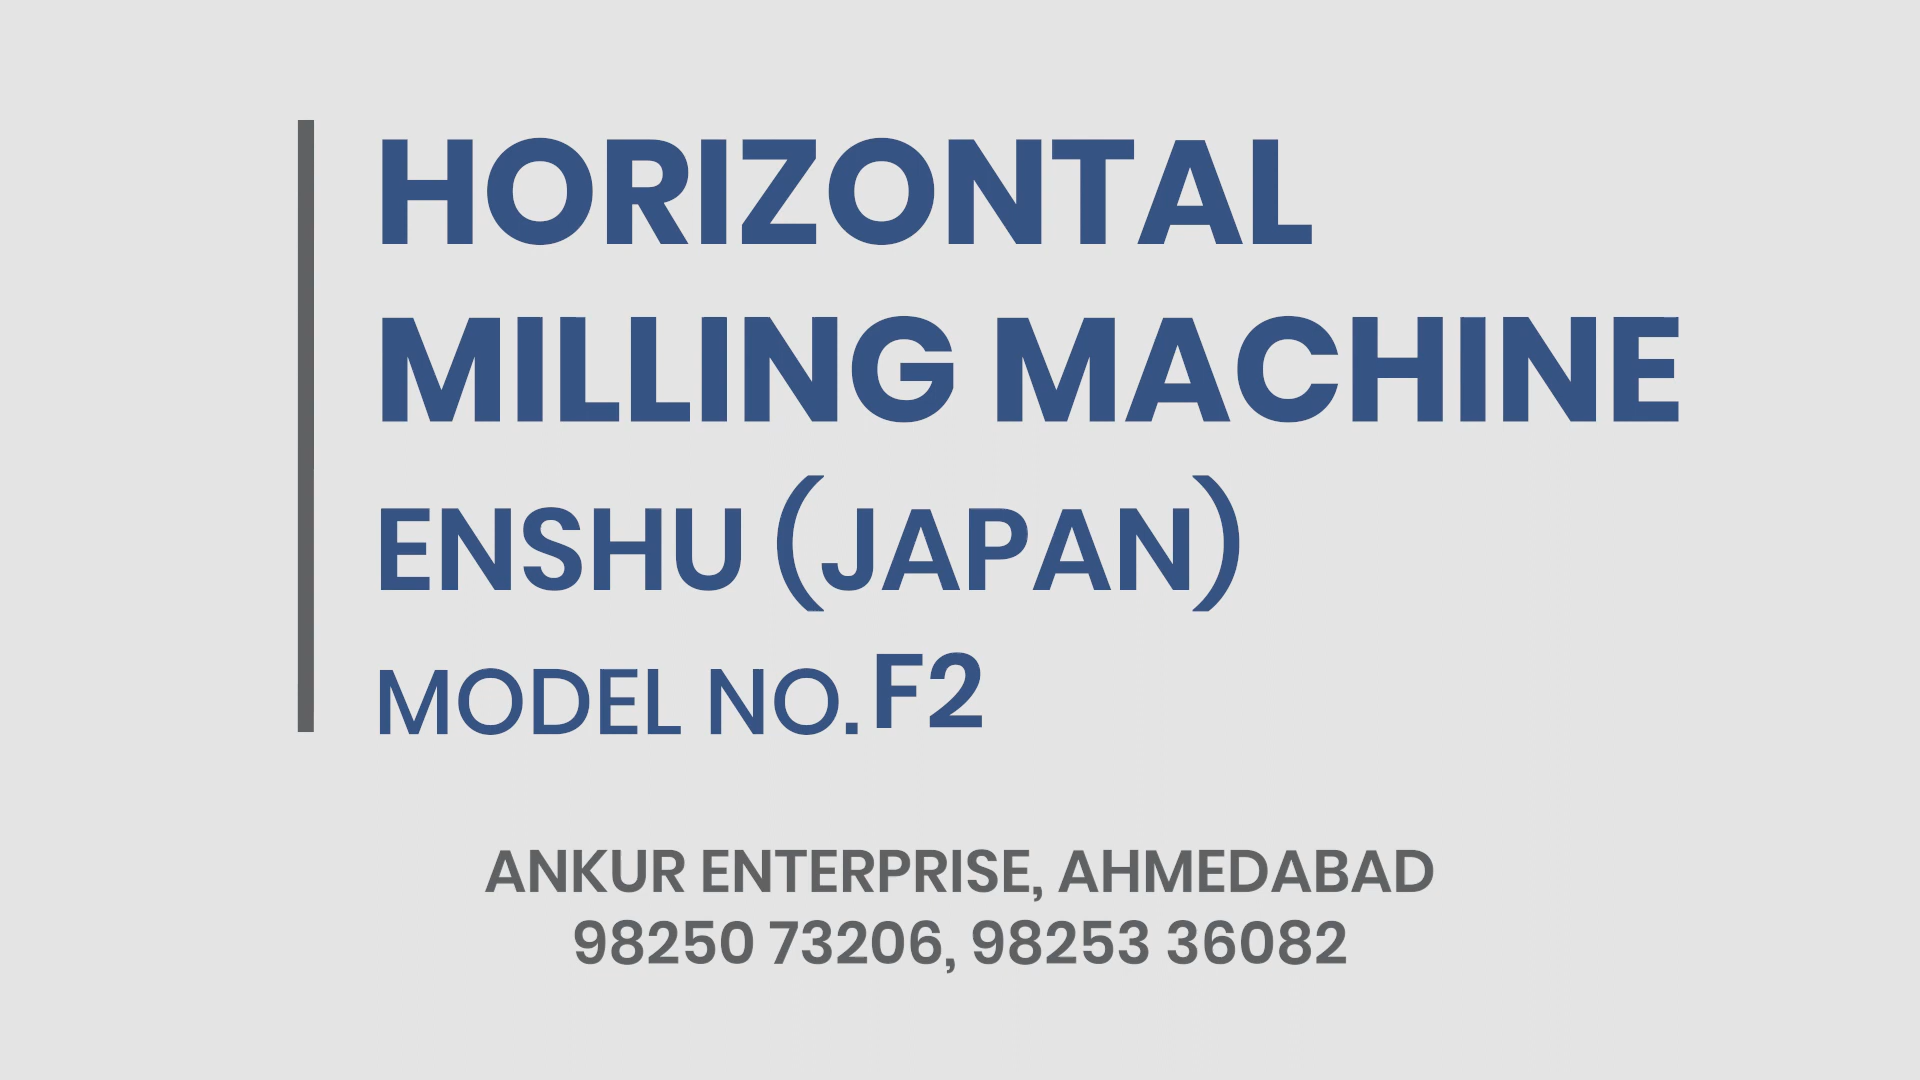 HORIZONTAL
MILLING MACHINE
ENSHU (JAPAN)
MODEL NO. F2
ANKUR ENTERPRISE, AHMEDABAD
98250 73206, 98253 36082